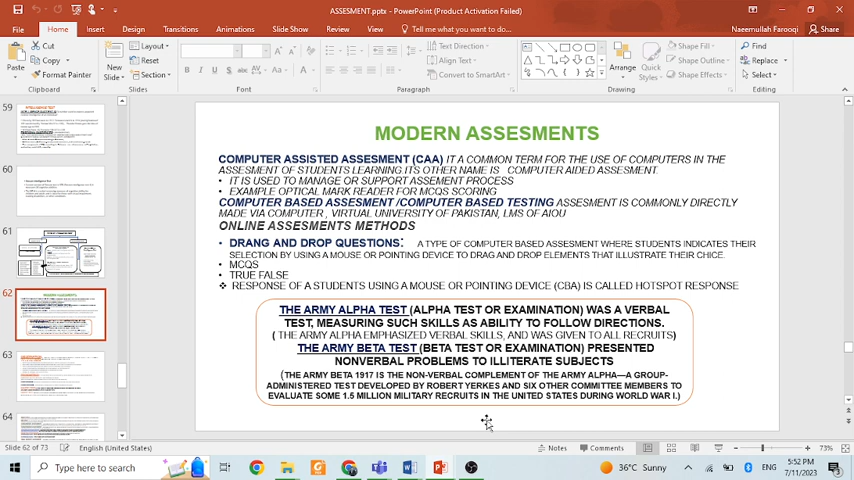 ASSESMENT.pptx - PowerPoint (Product Activation Failed)
File Home Insert Design Transitions Animations Slide Show Review View Tell me what you want to do... Naeemullah Farooqi Share
Paste
Cut
Copy
Format Painter
Clipboard
New Slide
Layout
Reset
Section
Slides
Font
Text Direction
Align Text
Convert to SmartArt
Paragraph
Arrange
Quick Styles
Shape Fill
Shape Outline
Shape Effects
Drawing
Find
Replace
Select
Editing
59
60
61
62
63
64
MODERN ASSESMENTS
COMPUTER ASSISTED ASSESMENT (CAA) IT A COMMON TERM FOR THE USE OF COMPUTERS IN THE
ASSESMENT OF STUDENTS LEARNING.ITS OTHER NAME IS COMPUTER AIDED ASSESMENT.
• IT IS USED TO MANAGE OR SUPPORT ASSEMENT PROCESS
• EXAMPLE OPTICAL MARK READER FOR MCQS SCORING
COMPUTER BASED ASSESMENT /COMPUTER BASED TESTING ASSESMENT IS COMMONLY DIRECTLY
MADE VIA COMPUTER , VIRTUAL UNIVERSITY OF PAKISTAN, LMS OF AIOU
ONLINE ASSESMENTS METHODS
• DRANG AND DROP QUESTIONS: A TYPE OF COMPUTER BASED ASSESMENT WHERE STUDENTS INDICATES THEIR
SELECTION BY USING A MOUSE OR POINTING DEVICE TO DRAG AND DROP ELEMENTS THAT ILLUSTRATE THEIR CHICE.
• MCQS
• TRUE FALSE
❖ RESPONSE OF A STUDENTS USING A MOUSE OR POINTING DEVICE (CBA) IS CALLED HOTSPOT RESPONSE
THE ARMY ALPHA TEST (ALPHA TEST OR EXAMINATION) WAS A VERBAL
TEST, MEASURING SUCH SKILLS AS ABILITY TO FOLLOW DIRECTIONS.
( THE ARMY ALPHA EMPHASIZED VERBAL SKILLS, AND WAS GIVEN TO ALL RECRUITS)
THE ARMY BETA TEST (BETA TEST OR EXAMINATION) PRESENTED
NONVERBAL PROBLEMS TO ILLITERATE SUBJECTS
(THE ARMY BETA 1917 IS THE NON-VERBAL COMPLEMENT OF THE ARMY ALPHA—A GROUP-
ADMINISTERED TEST DEVELOPED BY ROBERT YERKES AND SIX OTHER COMMITTEE MEMBERS TO
EVALUATE SOME 1.5 MILLION MILITARY RECRUITS IN THE UNITED STATES DURING WORLD WAR I.)
Slide 62 of 73 English (United States) Notes Comments 73%
Type here to search
36°C Sunny
ENG
5:52 PM
7/11/2023
3